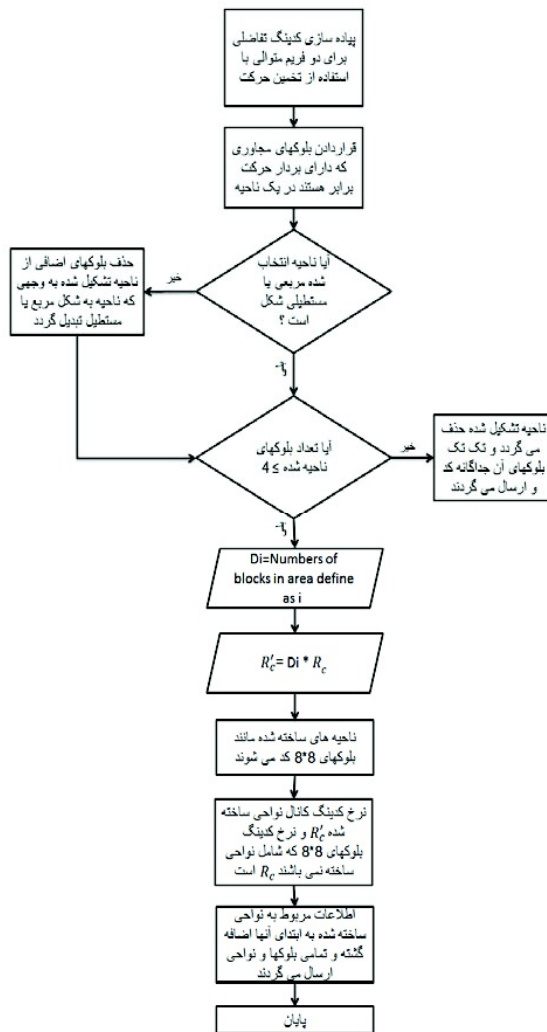 پیاده سازی کدینگ تفاضلی
برای دو فریم متوالی با
استفاده از تخمین حرکت
قراردادن بلوکهای مجاوری
که دارای بردار حرکت
برابر هستند در یک ناحیه
آیا ناحیه انتخاب
شده مربعی یا
مستطیلی شکل
است ؟
خیر
حذف بلوکهای اضافی از
ناحیه تشکیل شده به وجهی
که ناحیه به شکل مربع یا
مستطیل تبدیل گردد
بلی
آیا تعداد بلوکهای
ناحیه شده ≥ 4
خیر
ناحیه تشکیل شده حذف
می گردد و تک تک
بلوکهای آن جداگانه کد
و ارسال می گردند
بلی
Di=Numbers of
blocks in area define
as i
R'c= Di * Rc
ناحیه های ساخته شده مانند
بلوکهای 8*8 کد می شوند
نرخ کدینگ کانال نواحی ساخته
شده R'c و نرخ کدینگ
بلوکهای 8*8 که شامل نواحی
ساخته نمی باشند Rc است
اطلاعات مربوط به نواحی
ساخته شده به ابتدای آنها اضافه
گشته و تمامی بلوکها و نواحی
ارسال می گردند
پایان